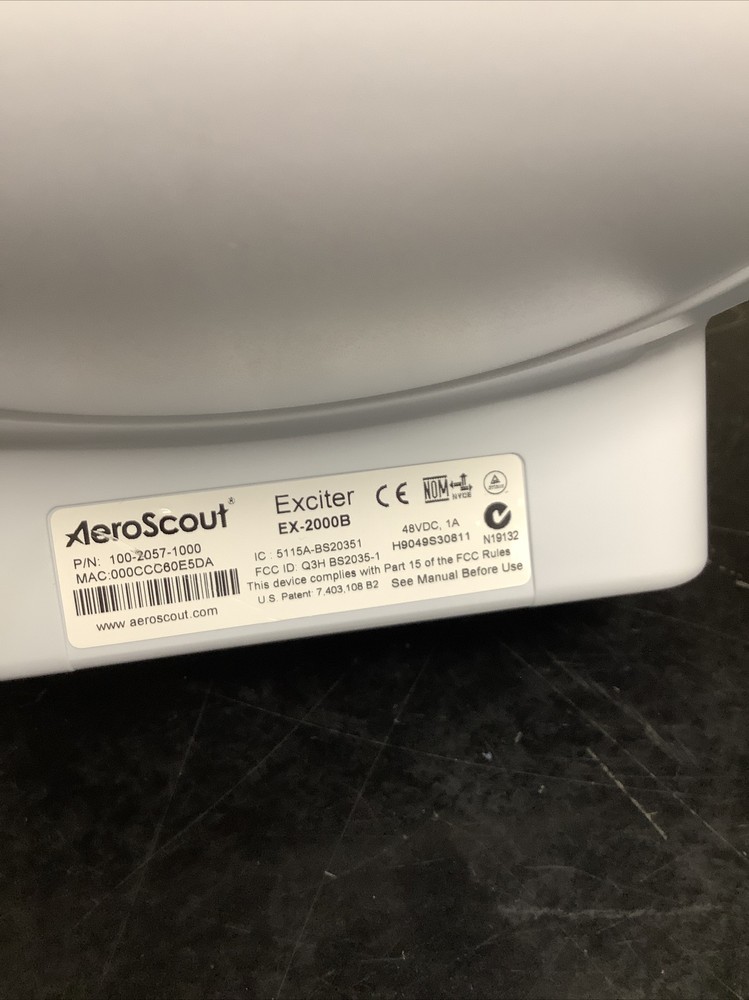 AeroScout®
P/N: 100-2057-1000
MAC:000CCC60E5DA
www aeroscout.com
Exciter
EX-2000B
IC : 5115A-BS20351
FCC ID: Q3H BS2035-1
This device complies with Part 15 of the FCC Rules
U.S. Patent: 7,403,108 B2 See Manual Before Use
CE
NOM
NYCE
48VDC, 1A
H9049S30811
N19132